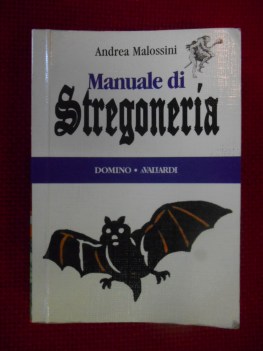 Andrea Malossini
Manuale di
Stregoneria
DOMINO • A.VALLARDI